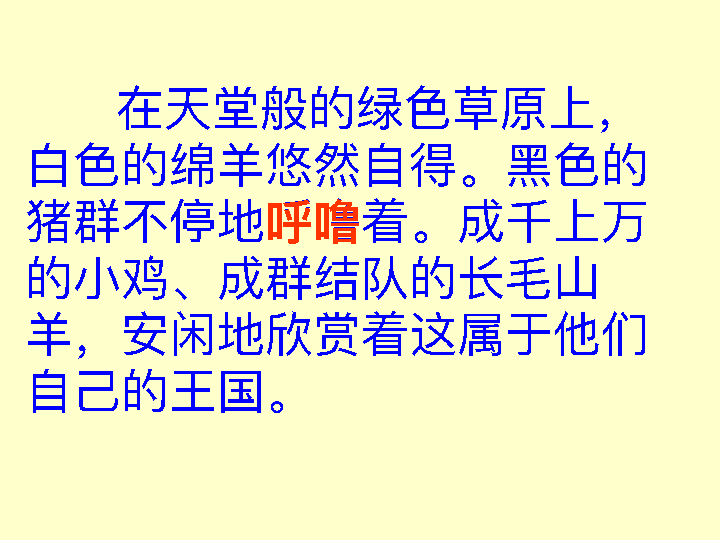 在天堂般的绿色草原上，
白色的绵羊悠然自得。黑色的
猪群不停地呼噜着。成千上万
的小鸡、成群结队的长毛山
羊，安闲地欣赏着这属于他们
自己的王国。